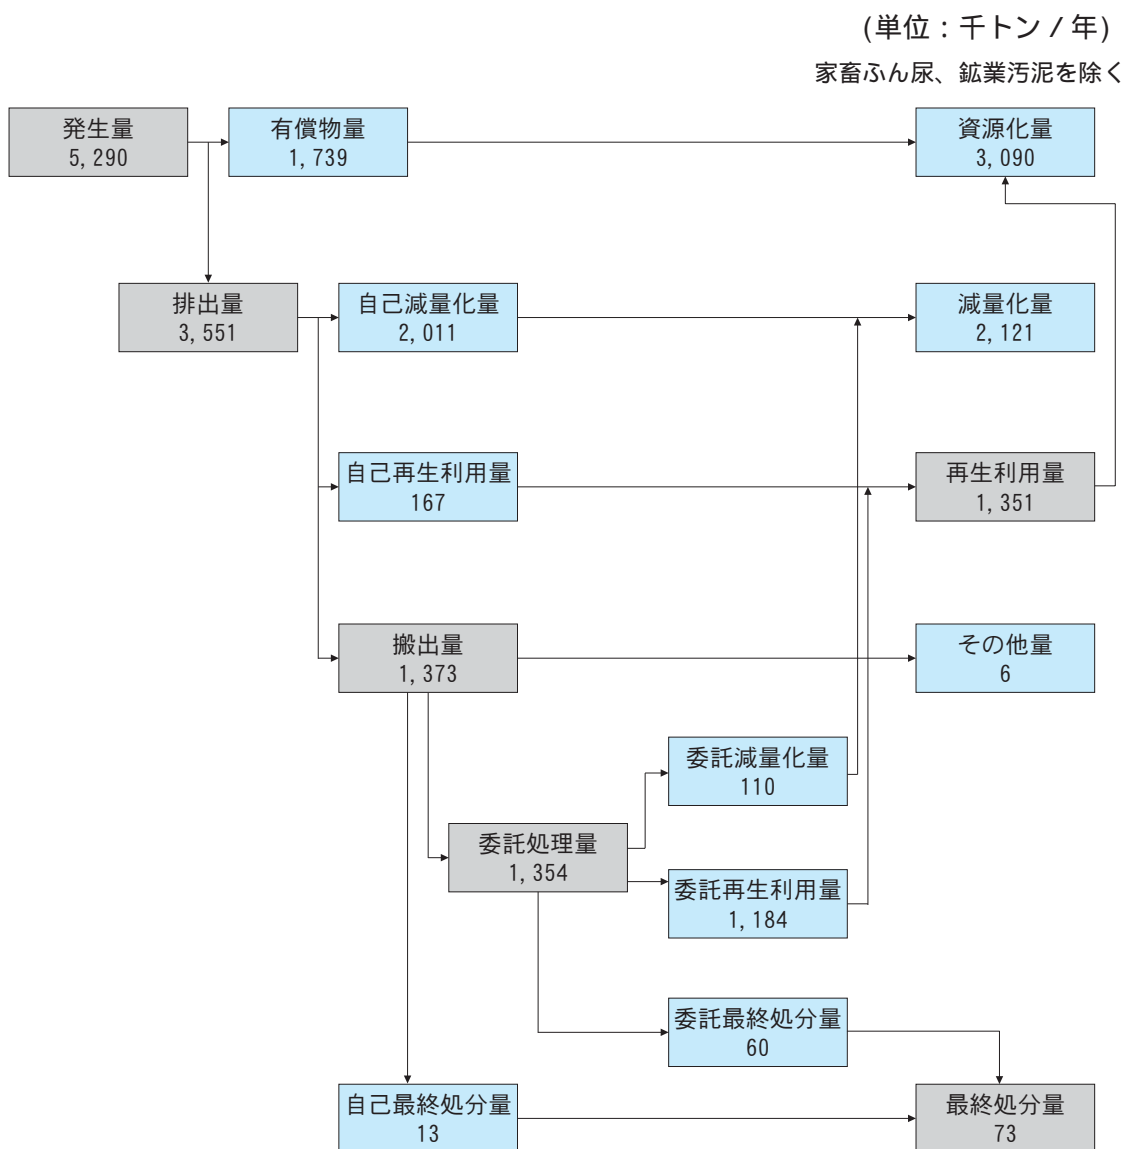 (単位：千トン／年)
家畜ふん尿、鉱業汚泥を除く
発生量
5,290
有償物量
1,739
資源化量
3,090
排出量
3,551
自己減量化量
2,011
減量化量
2,121
自己再生利用量
167
再生利用量
1,351
搬出量
1,373
その他量
6
委託減量化量
110
委託処理量
1,354
委託再生利用量
1,184
委託最終処分量
60
自己最終処分量
13
最終処分量
73